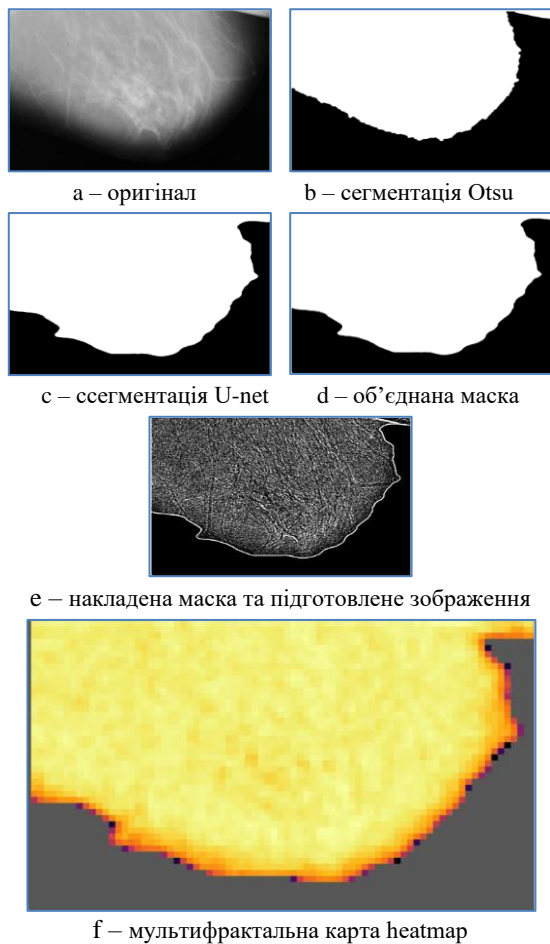 a – оригінал
b – сегментація Otsu
c – ссегментація U-net
d – об’єднана маска
e – накладена маска та підготовлене зображення
f – мультифрактальна карта heatmap